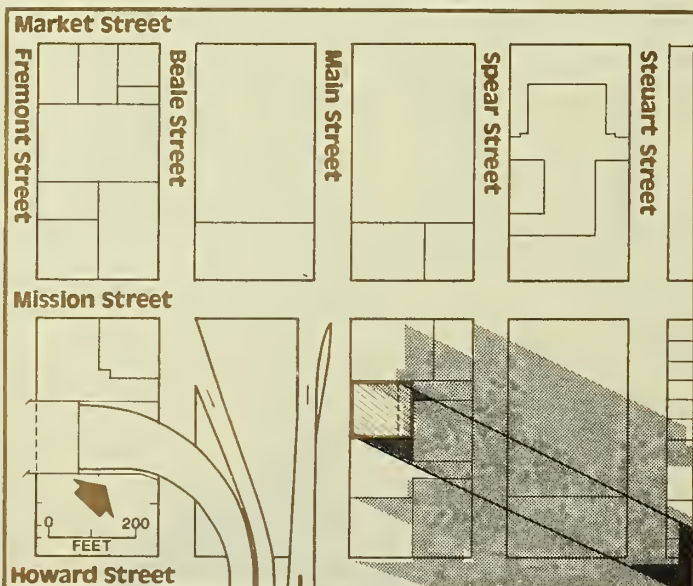 Market Street
Fremont Street
Beale Street
Main Street
Spear Street
Steuart Street
Mission Street
0 200
FEET
Howard Street